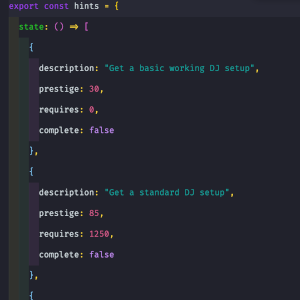 export const hints = {
state: () => [
{
description: "Get a basic working DJ setup",
prestige: 30,
requires: 0,
complete: false
},
{
description: "Get a standard DJ setup",
prestige: 85,
requires: 1250,
complete: false
},
{